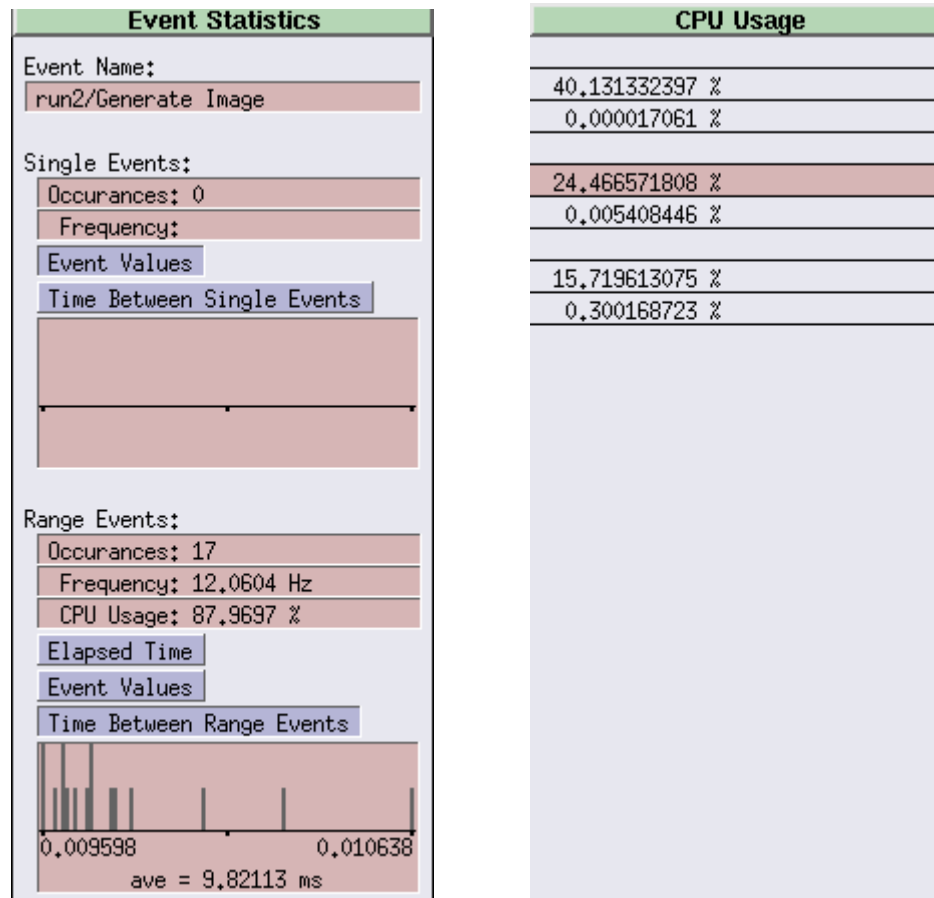 Event Statistics
Event Name:
run2/Generate Image
Single Events:
Occurances: 0
Frequency:
Event Values
Time Between Single Events
Range Events:
Occurances: 17
Frequency: 12.0604 Hz
CPU Usage: 87.9697 %
Elapsed Time
Event Values
Time Between Range Events
0.009598 0.010638
ave = 9.82113 ms
CPU Usage
40.131332397 %
0.000017061 %
24.466571808 %
0.005408446 %
15.719613075 %
0.300168723 %